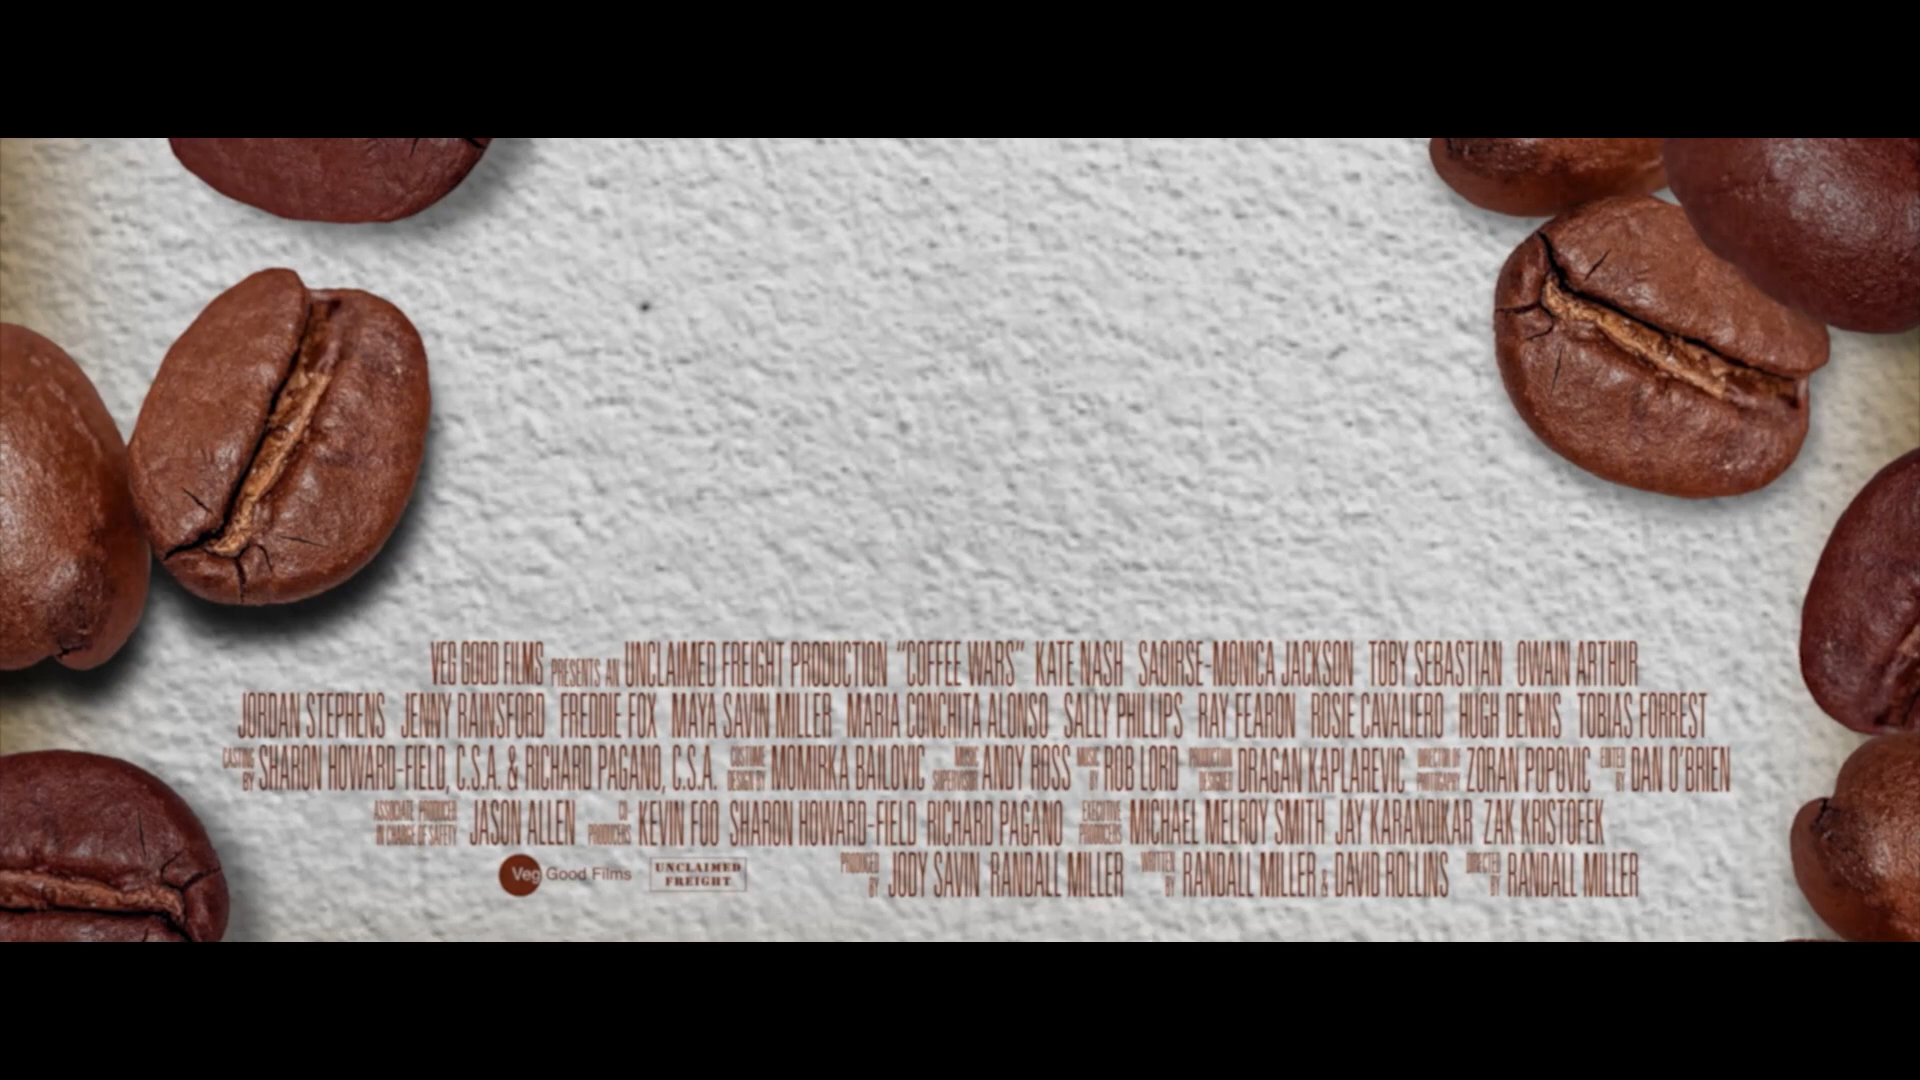 VEG GOOD FILMS PRESENTS AN UNCLAIMED FREIGHT PRODUCTION “COFFEE WARS” KATE NASH SAOIRSE-MONICA JACKSON TOBY SEBASTIAN OWAIN ARTHUR
JORDAN STEPHENS JENNY RAINSFORD FREDDIE FOX MAYA SAVIN MILLER MARIA CONCHITA ALONSO SALLY PHILLIPS RAY FEARON ROSIE CAVALIERO HUGH DENNIS TOBIAS FORREST
CASTING BY SHARON HOWARD-FIELD, C.S.A. & RICHARD PAGANO, C.S.A. COSTUME DESIGN BY MOMIRKA BAILOVIC MUSIC SUPERVISOR ANDY ROSS MUSIC BY ROB LORD PRODUCTION DESIGNER DRAGAN KAPLAREVIC DIRECTOR OF PHOTOGRAPHY ZORAN POPOVIC EDITED BY DAN O'BRIEN
ASSOCIATE PRODUCER IN CHARGE OF SAFETY JASON ALLEN CO-PRODUCERS KEVIN FOO SHARON HOWARD-FIELD RICHARD PAGANO EXECUTIVE PRODUCERS MICHAEL MELROY SMITH JAY KARANDIKAR ZAK KRISTOFEK
Veg Good Films UNCLAIMED FREIGHT PRODUCED BY JODY SAVIN RANDALL MILLER WRITTEN BY RANDALL MILLER & DAVID ROLLINS DIRECTED BY RANDALL MILLER